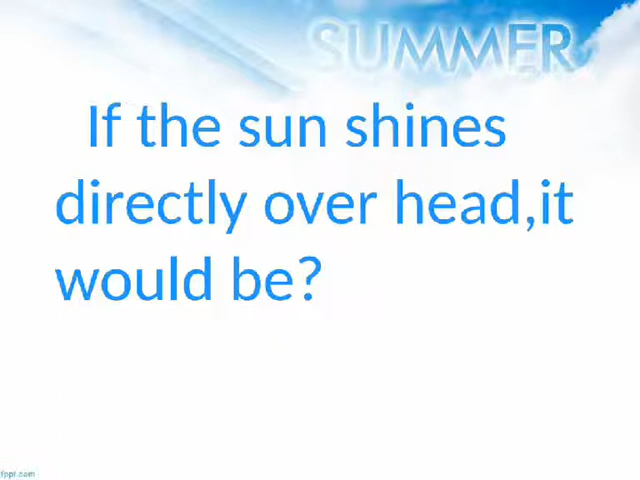 SUMMER
If the sun shines
directly over head,it
would be?
fppt.com